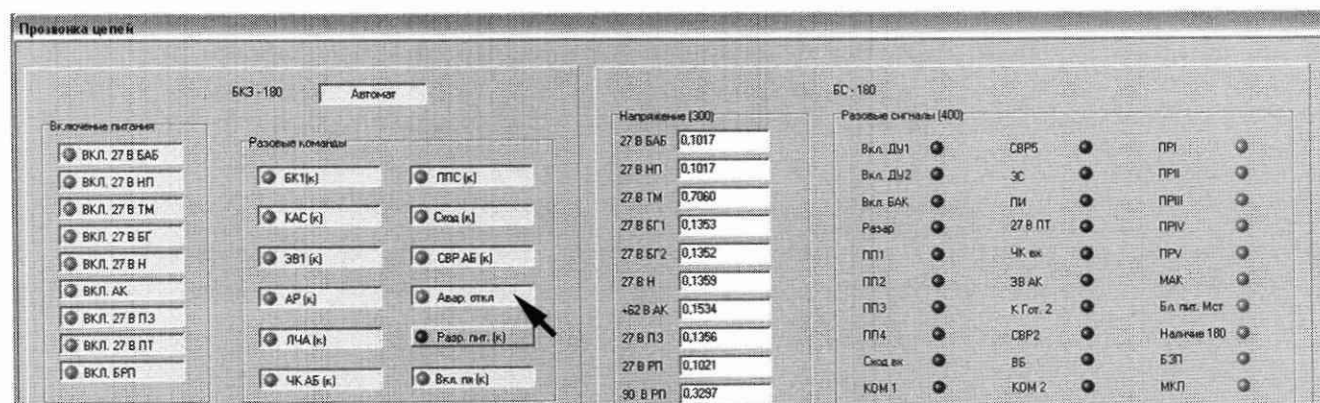 Прозвонка цепей
БКЗ - 180 Автомат
Включение питания
ВКЛ. 27 В БАБ
ВКЛ. 27 В НП
ВКЛ. 27 В ТМ
ВКЛ. 27 В БГ
ВКЛ. 27 В Н
ВКЛ. АК
ВКЛ. 27 В ПЗ
ВКЛ. 27 В ПТ
ВКЛ. БРП
Разовые команды
БК1(к) ППС (к)
КАС (к) Сход (к)
ЗВ1 (к) СВР АБ (к)
АР (к) Авар. откл
ЛЧА (к) Разр. пит. (к)
ЧК АБ (к) Вкл. пк (к)
БС - 180
Напряжение (300)
27 В БАБ 0,1017
27 В НП 0,1017
27 В ТМ 0,7060
27 В БГ1 0,1353
27 В БГ2 0,1352
27 В Н 0,1359
+62 В АК 0,1534
27 В ПЗ 0,1356
27 В РП 0,1021
90 В РП 0,3297
Разовые сигналы (400)
Вкл. ДУ1 СВР5 ПРI
Вкл. ДУ2 ЗС ПРII
Вкл. БАК ПИ ПРIII
Разар 27 В ПТ ПРIV
ПП1 ЧК вк ПРV
ПП2 ЗВ АК МАК
ПП3 К Гот. 2 Бл. пит. Мст
ПП4 СВР2 Наличие 180
Сход вк ВБ БЗП
КОМ 1 КОМ 2 МКП